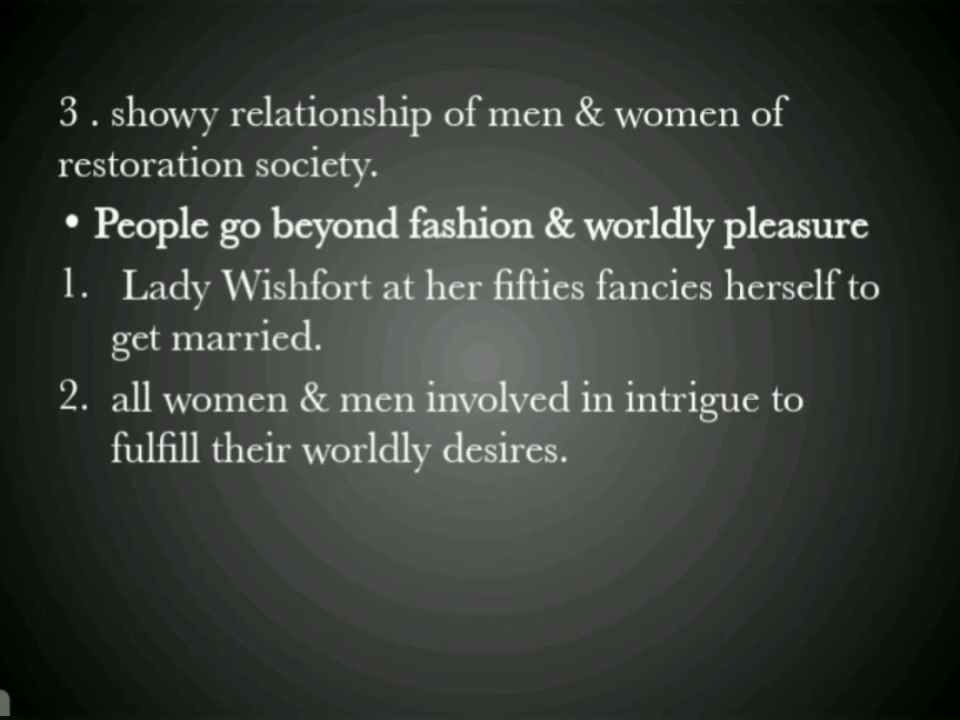 3 . showy relationship of men & women of
restoration society.
• People go beyond fashion & worldly pleasure
1. Lady Wishfort at her fifties fancies herself to
get married.
2. all women & men involved in intrigue to
fulfill their worldly desires.